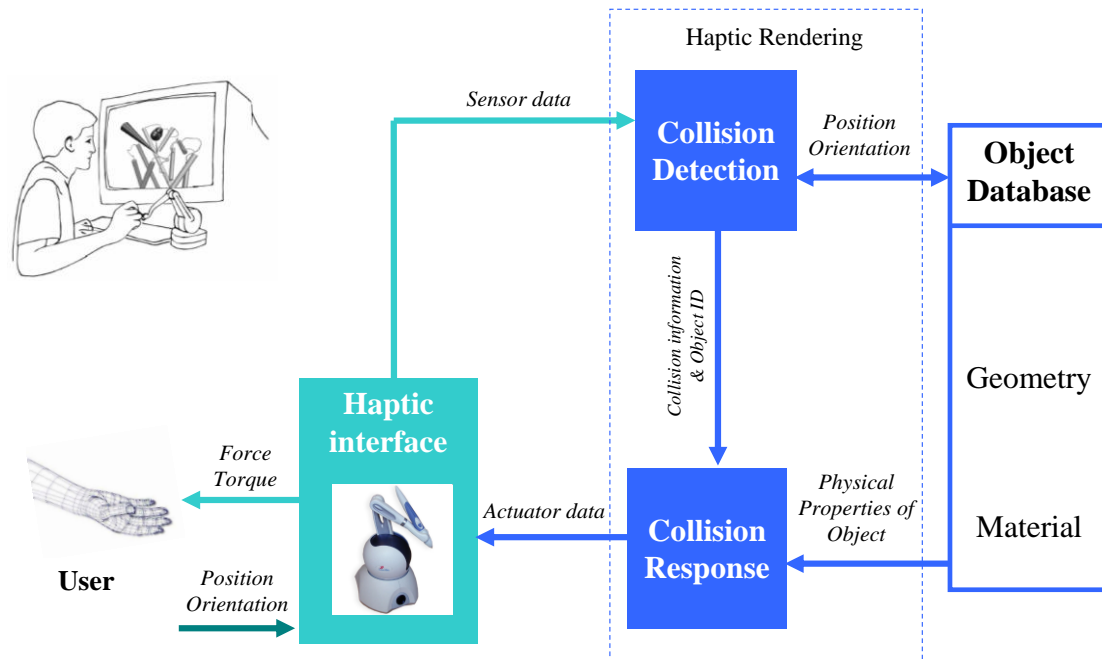 Haptic Rendering
Sensor data
Collision
Detection
Position
Orientation
Object
Database
Collision information
& Object ID
Geometry
Haptic
interface
Force
Torque
Actuator data
Collision
Response
Physical
Properties of
Object
Material
User
Position
Orientation